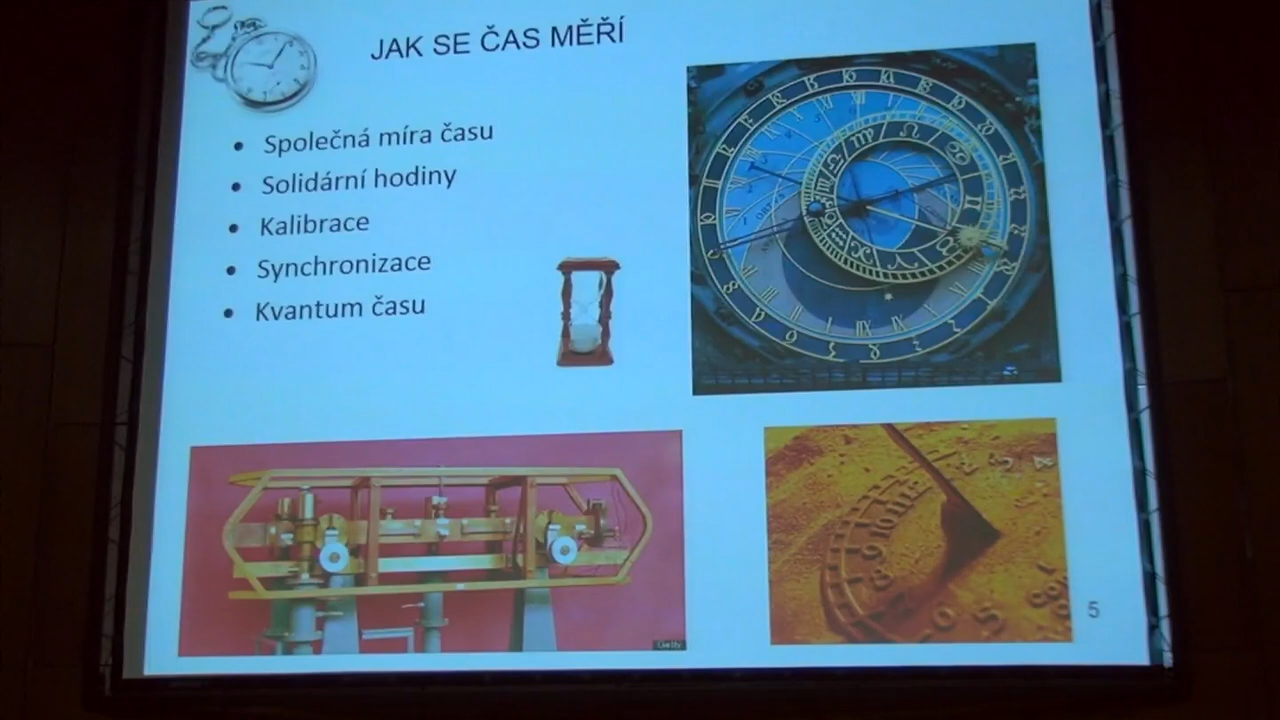 JAK SE ČAS MĚŘÍ
Společná míra času
Solidární hodiny
Kalibrace
Synchronizace
Kvantum času
5